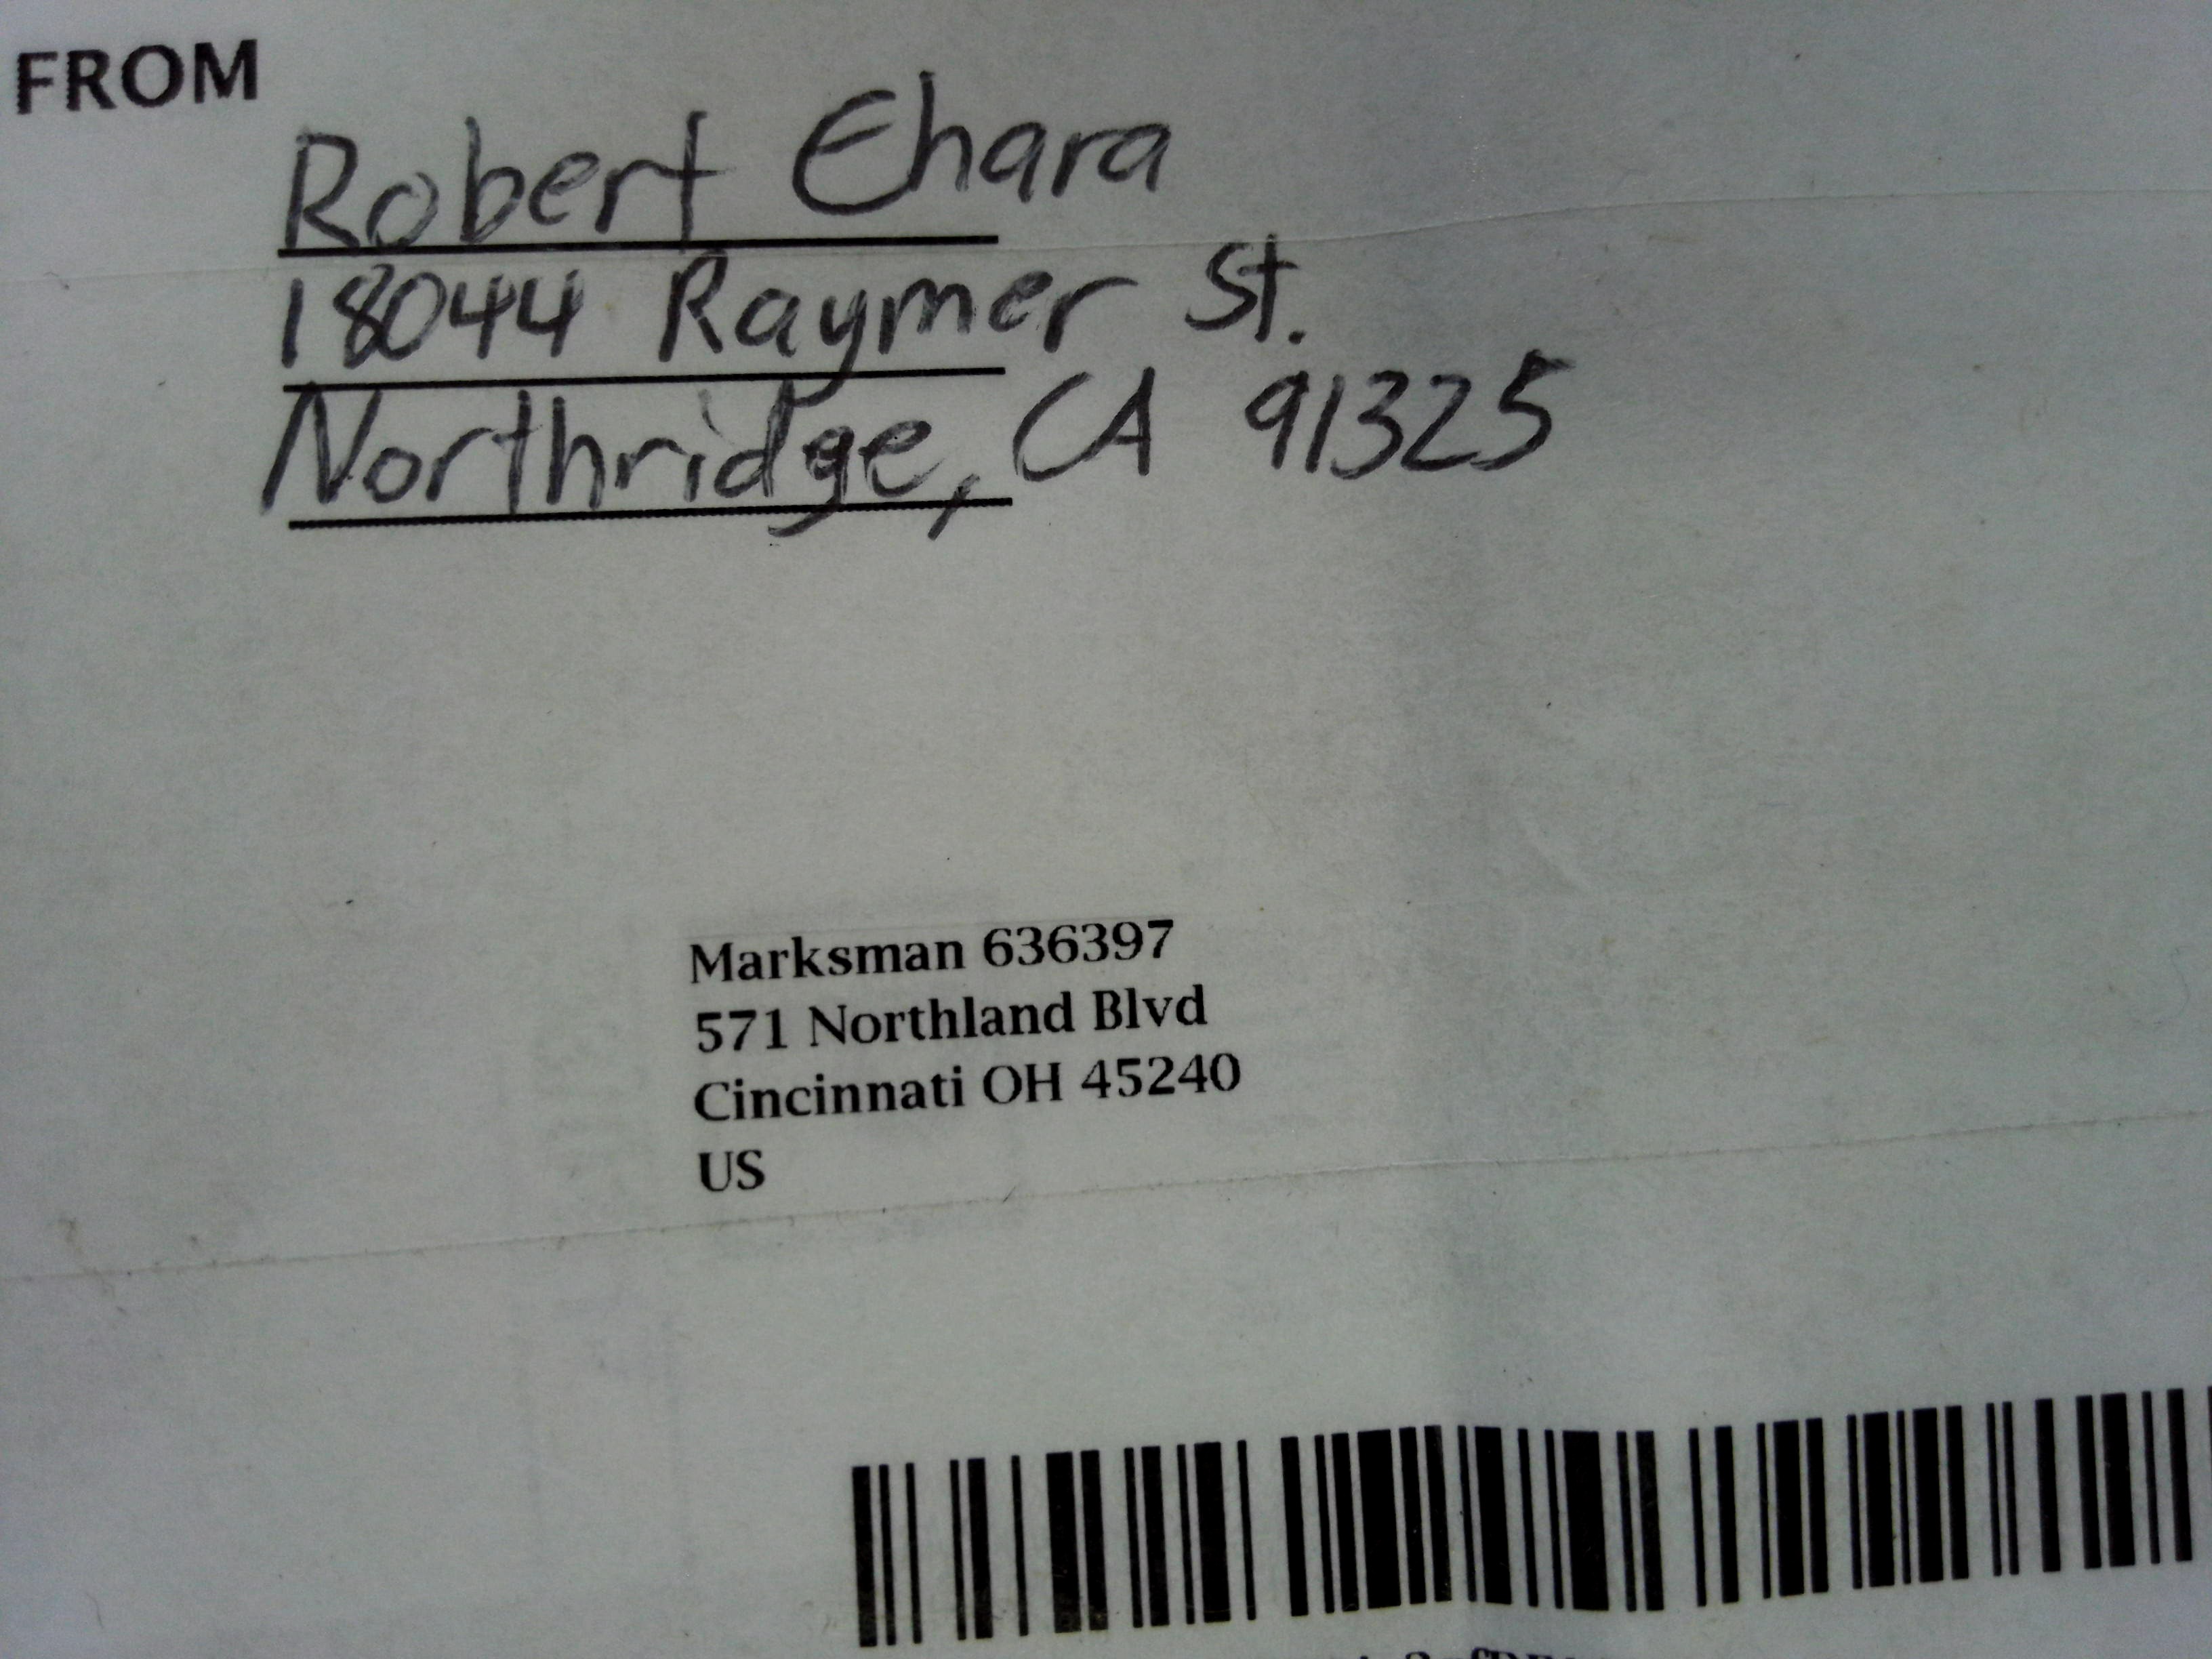 FROM
Robert Ehara
18044 Raymer St.
Northridge, CA 91325
Marksman 636397
571 Northland Blvd
Cincinnati OH 45240
US